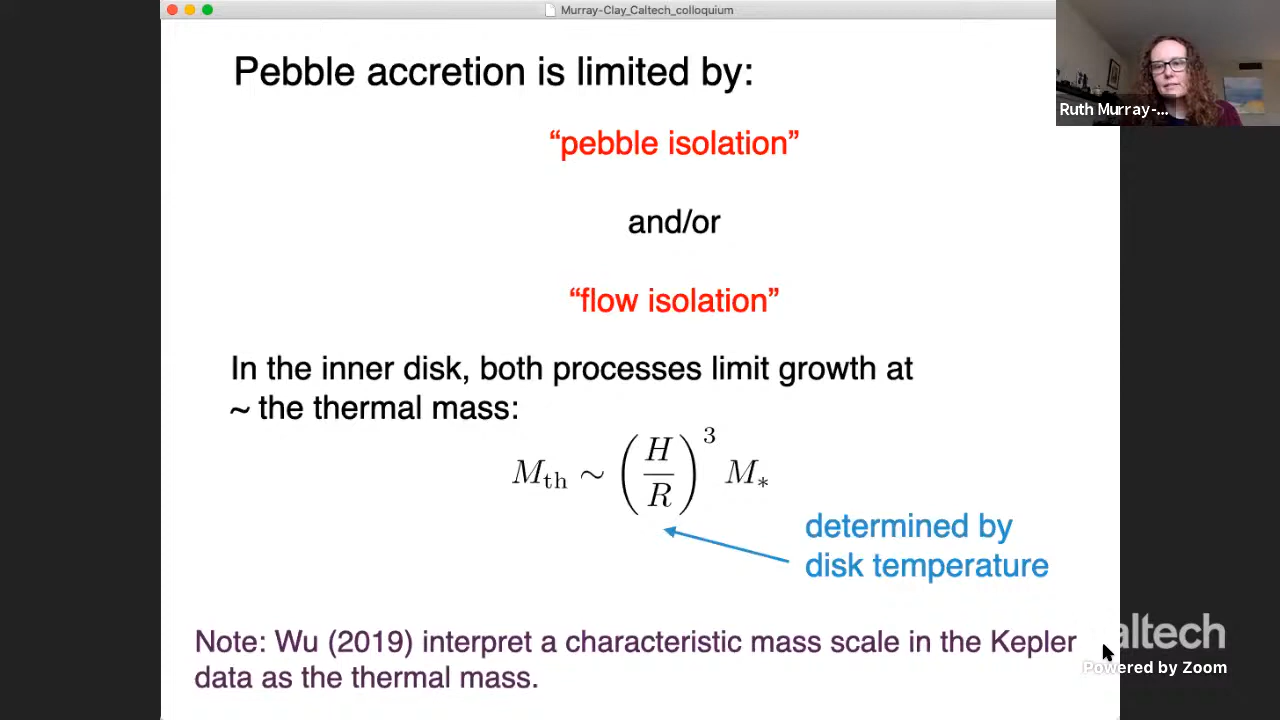 Murray-Clay_Caltech_colloquium
Pebble accretion is limited by:
Ruth Murray-...
“pebble isolation”
and/or
“flow isolation”
In the inner disk, both processes limit growth at
~ the thermal mass:
M_th ∼ (H/R)^3 M_*
determined by
disk temperature
Note: Wu (2019) interpret a characteristic mass scale in the Kepler
data as the thermal mass.
altech
Powered by Zoom